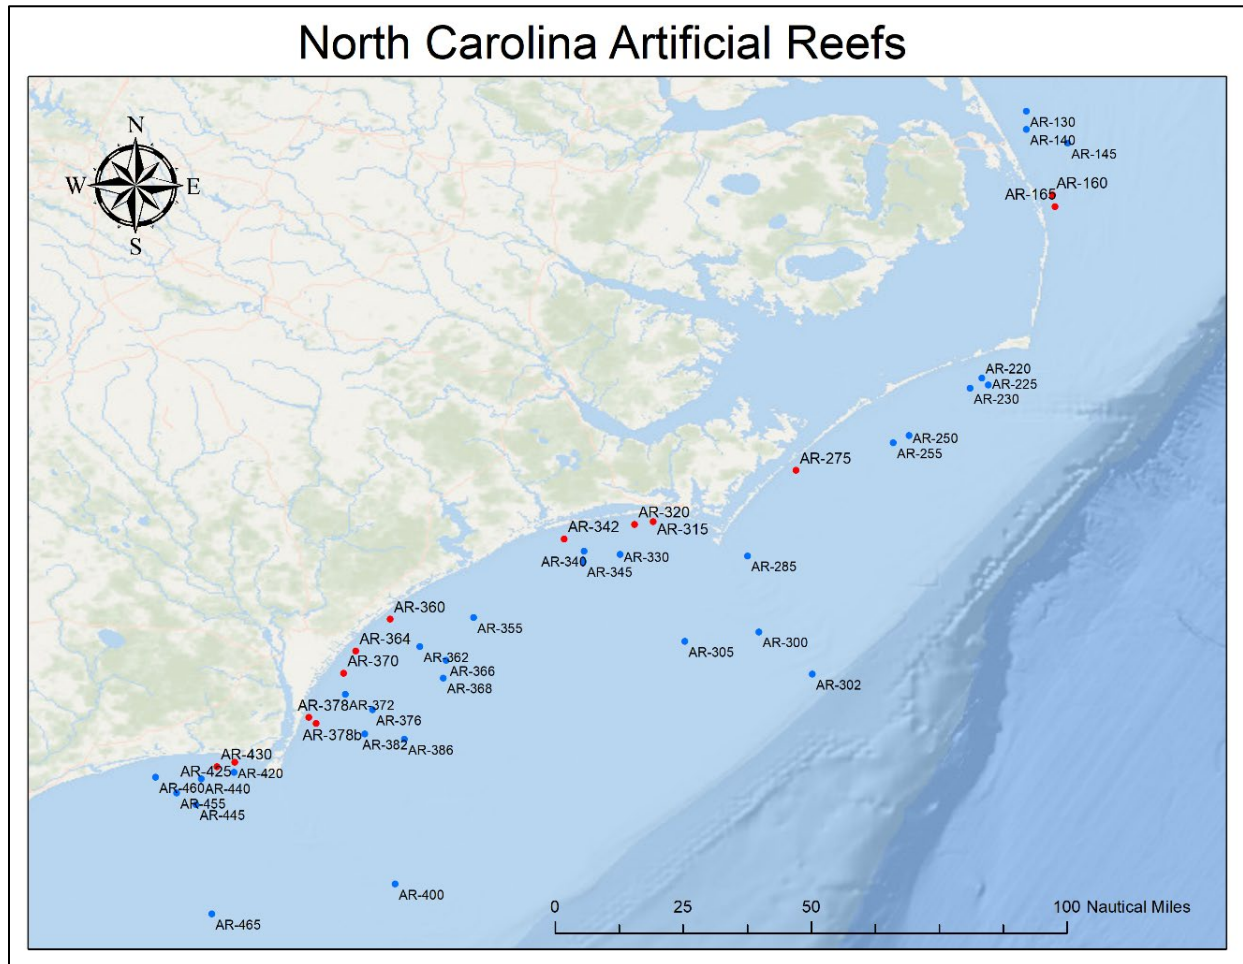 North Carolina Artificial Reefs
N
W E
S
AR-130
AR-140
AR-145
AR-160
AR-165
AR-220
AR-225
AR-230
AR-250
AR-255
AR-275
AR-320
AR-315
AR-342
AR-330
AR-340
AR-345
AR-285
AR-360
AR-355
AR-300
AR-364
AR-305
AR-362
AR-370
AR-366
AR-368
AR-302
AR-378
AR-372
AR-376
AR-378b
AR-382
AR-386
AR-430
AR-425
AR-420
AR-460
AR-440
AR-455
AR-445
AR-400
AR-465
0 25 50 100 Nautical Miles